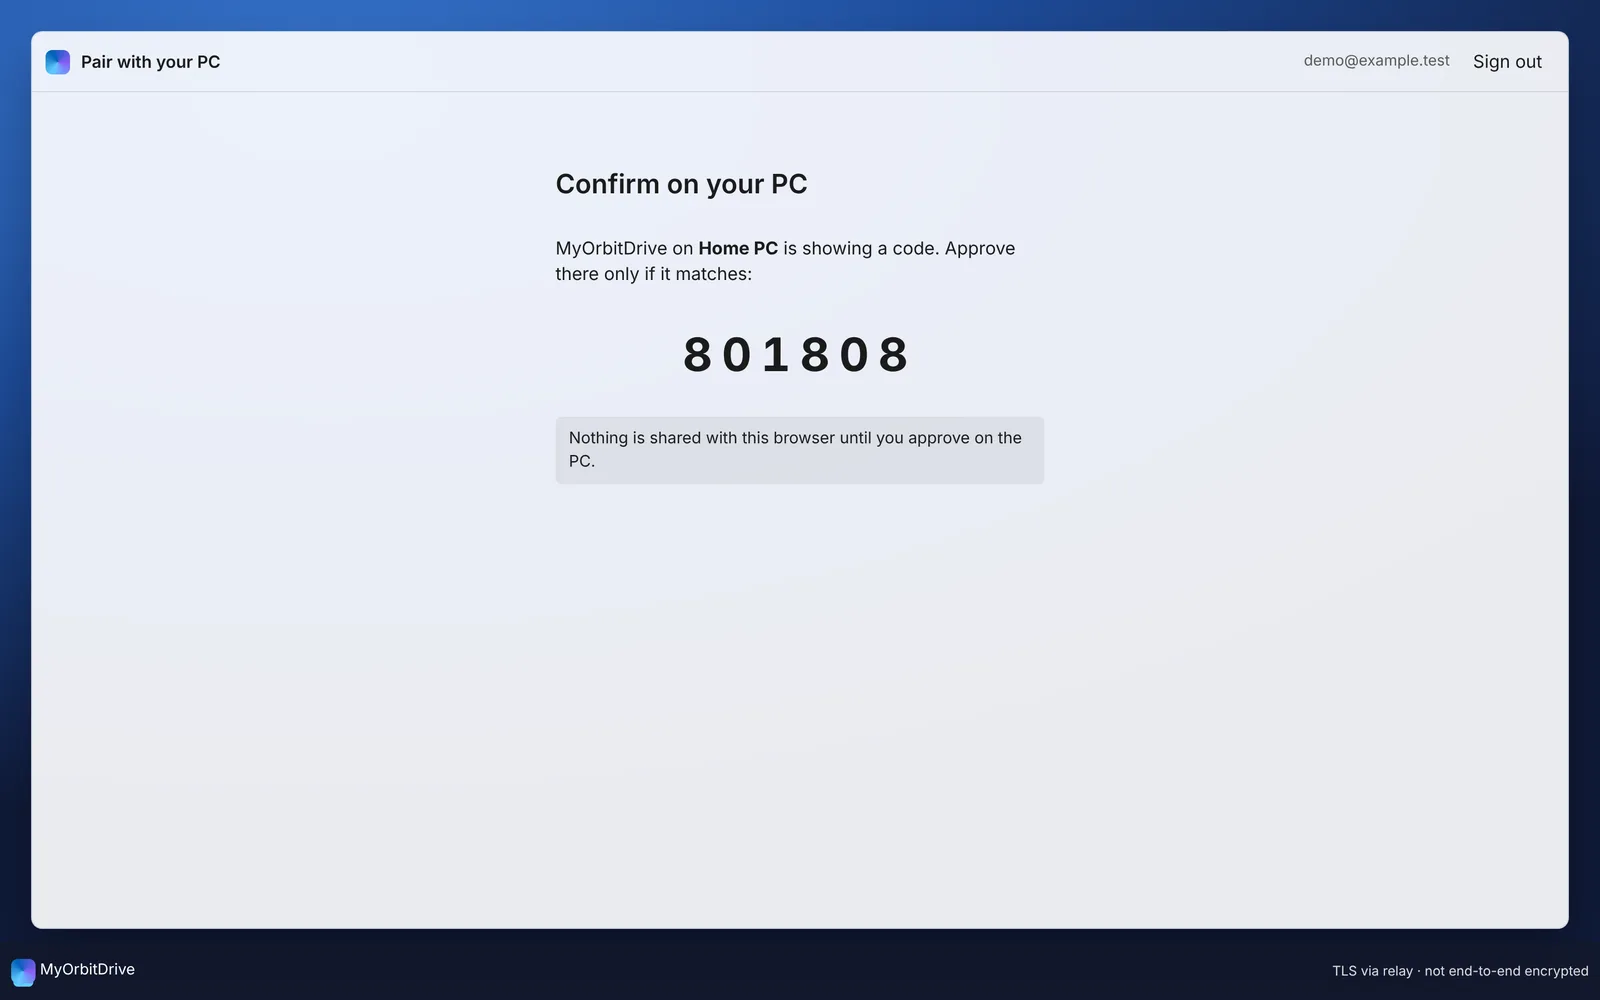 Pair with your PC
demo@example.test
Sign out
Confirm on your PC
MyOrbitDrive on Home PC is showing a code. Approve
there only if it matches:
801808
Nothing is shared with this browser until you approve on the
PC.
MyOrbitDrive
TLS via relay · not end-to-end encrypted